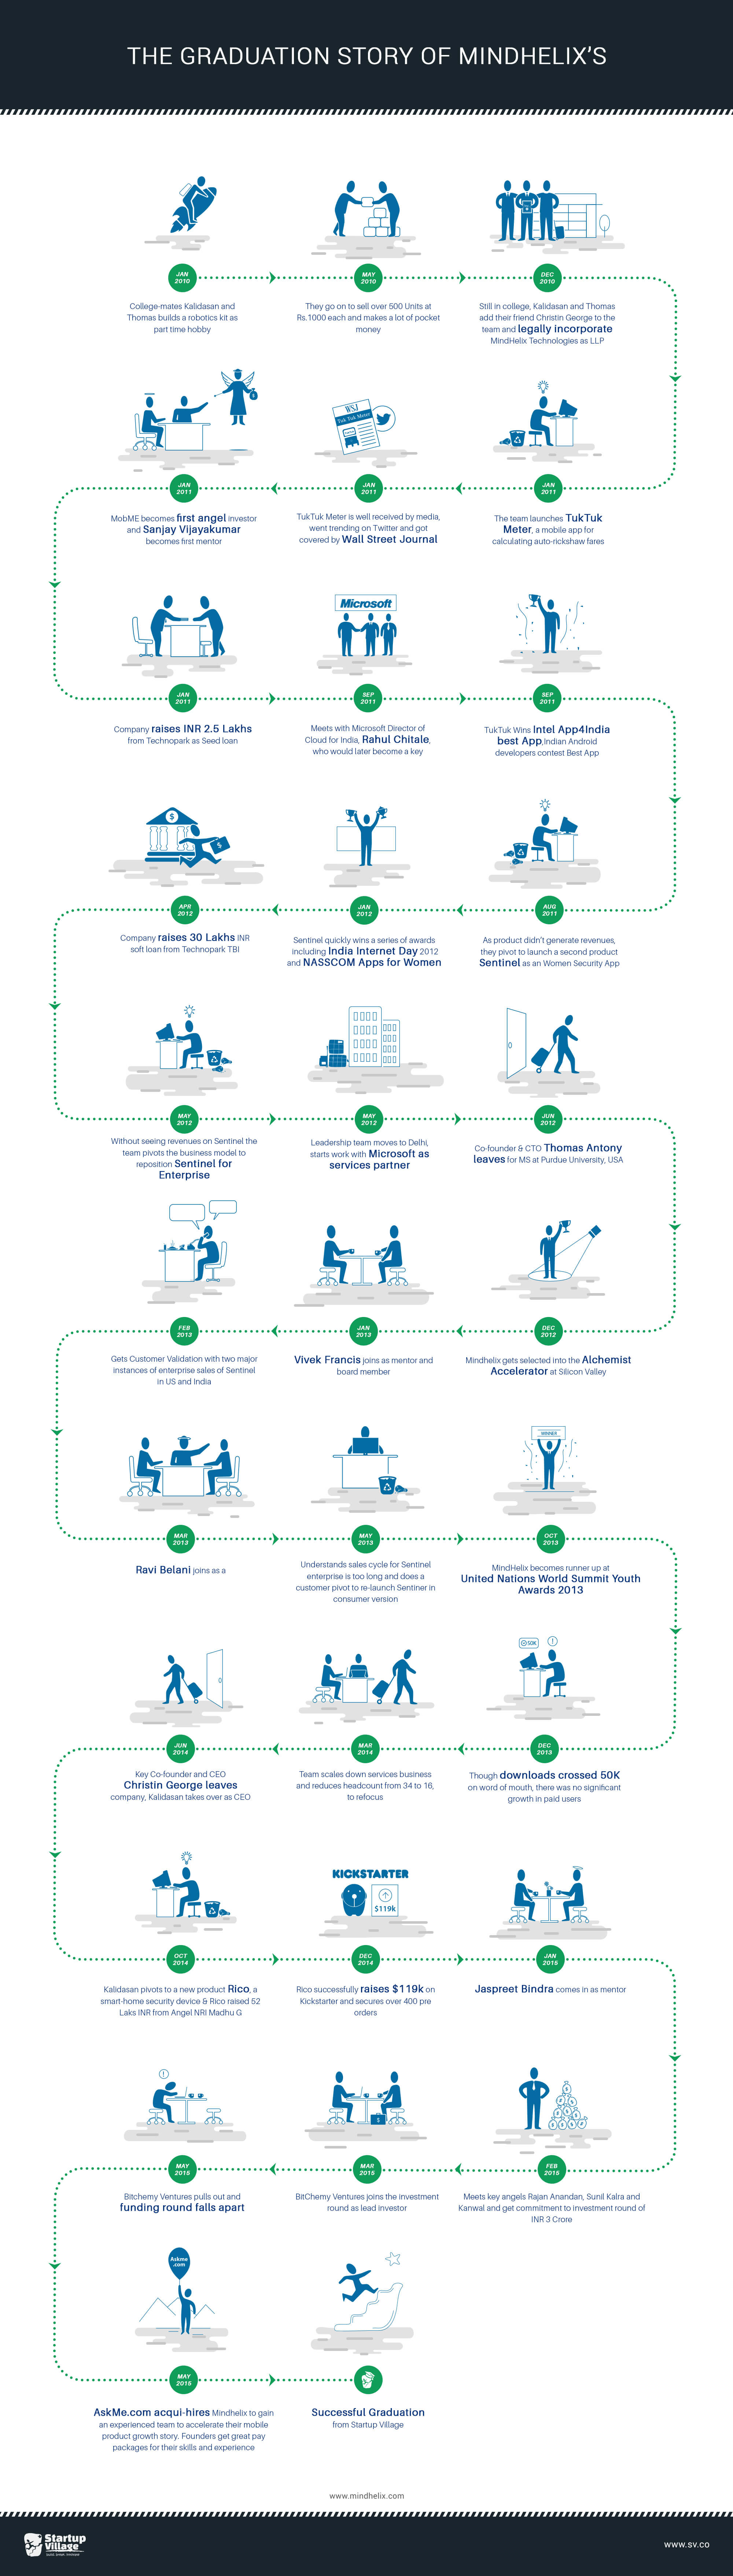 THE GRADUATION STORY OF MINDHELIX'S
JAN
2010
College-mates Kalidasan and
Thomas builds a robotics kit as
part time hobby
MAY
2010
They go on to sell over 500 Units at
Rs.1000 each and makes a lot of pocket
money
DEC
2010
Still in college, Kalidasan and Thomas
add their friend Christin George to the
team and legally incorporate
MindHelix Technologies as LLP
JAN
2011
The team launches TukTuk
Meter, a mobile app for
calculating auto-rickshaw fares
WSJ
Tuk Tuk Meter
JAN
2011
TukTuk Meter is well received by media,
went trending on Twitter and got
covered by Wall Street Journal
JAN
2011
MobME becomes first angel investor
and Sanjay Vijayakumar
becomes first mentor
JAN
2011
Company raises INR 2.5 Lakhs
from Technopark as Seed loan
Microsoft
SEP
2011
Meets with Microsoft Director of
Cloud for India, Rahul Chitale,
who would later become a key
SEP
2011
TukTuk Wins Intel App4India
best App,Indian Android
developers contest Best App
AUG
2011
As product didn't generate revenues,
they pivot to launch a second product
Sentinel as an Women Security App
JAN
2012
Sentinel quickly wins a series of awards
including India Internet Day 2012
and NASSCOM Apps for Women
$
$
APR
2012
Company raises 30 Lakhs INR
soft loan from Technopark TBI
MAY
2012
Without seeing revenues on Sentinel the
team pivots the business model to
reposition Sentinel for
Enterprise
MAY
2012
Leadership team moves to Delhi,
starts work with Microsoft as
services partner
JUN
2012
Co-founder & CTO Thomas Antony
leaves for MS at Purdue University, USA
DEC
2012
Mindhelix gets selected into the Alchemist
Accelerator at Silicon Valley
JAN
2013
Vivek Francis joins as mentor and
board member
FEB
2013
Gets Customer Validation with two major
instances of enterprise sales of Sentinel
in US and India
MAR
2013
Ravi Belani joins as a
MAY
2013
Understands sales cycle for Sentinel
enterprise is too long and does a
customer pivot to re-launch Sentiner in
consumer version
WINNER
OCT
2013
MindHelix becomes runner up at
United Nations World Summit Youth
Awards 2013
50K
!
DEC
2013
Though downloads crossed 50K
on word of mouth, there was no significant
growth in paid users
MAR
2014
Team scales down services business
and reduces headcount from 34 to 16,
to refocus
JUN
2014
Key Co-founder and CEO
Christin George leaves
company, Kalidasan takes over as CEO
OCT
2014
Kalidasan pivots to a new product Rico, a
smart-home security device & Rico raised 52
Laks INR from Angel NRI Madhu G
KICKSTARTER
$119k
DEC
2014
Rico successfully raises $119k on
Kickstarter and secures over 400 pre
orders
JAN
2015
Jaspreet Bindra comes in as mentor
FEB
2015
Meets key angels Rajan Anandan, Sunil Kalra and
Kanwal and get commitment to investment round of
INR 3 Crore
MAR
2015
BitChemy Ventures joins the investment
round as lead investor
!
MAY
2015
Bitchemy Ventures pulls out and
funding round falls apart
Askme
.com
MAY
2015
AskMe.com acqui-hires Mindhelix to gain
an experienced team to accelerate their mobile
product growth story. Founders get great pay
packages for their skills and experience
Successful Graduation
from Startup Village
www.mindhelix.com
Startup
Village
www.sv.co